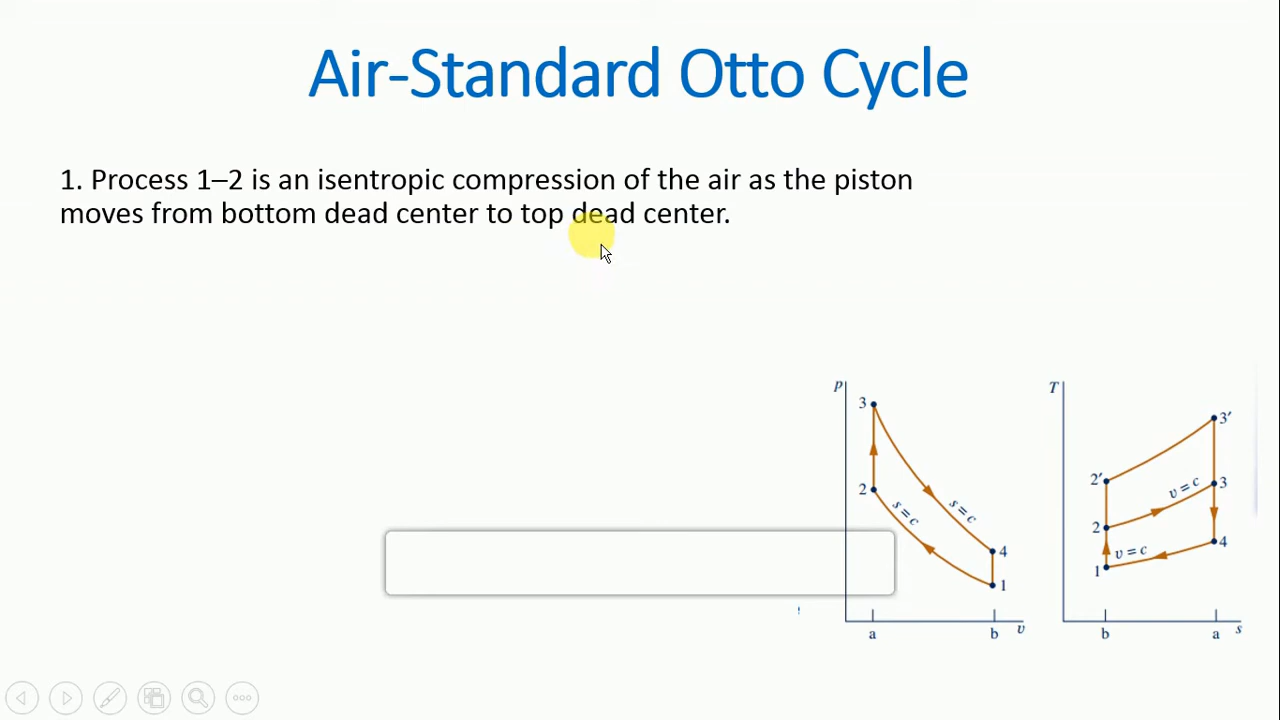 Air-Standard Otto Cycle
1. Process 1–2 is an isentropic compression of the air as the piston
moves from bottom dead center to top dead center.
p
3
2
s = c
s = c
4
1
a
b
v
T
3′
2′
v = c
3
2
4
v = c
1
b
a
s